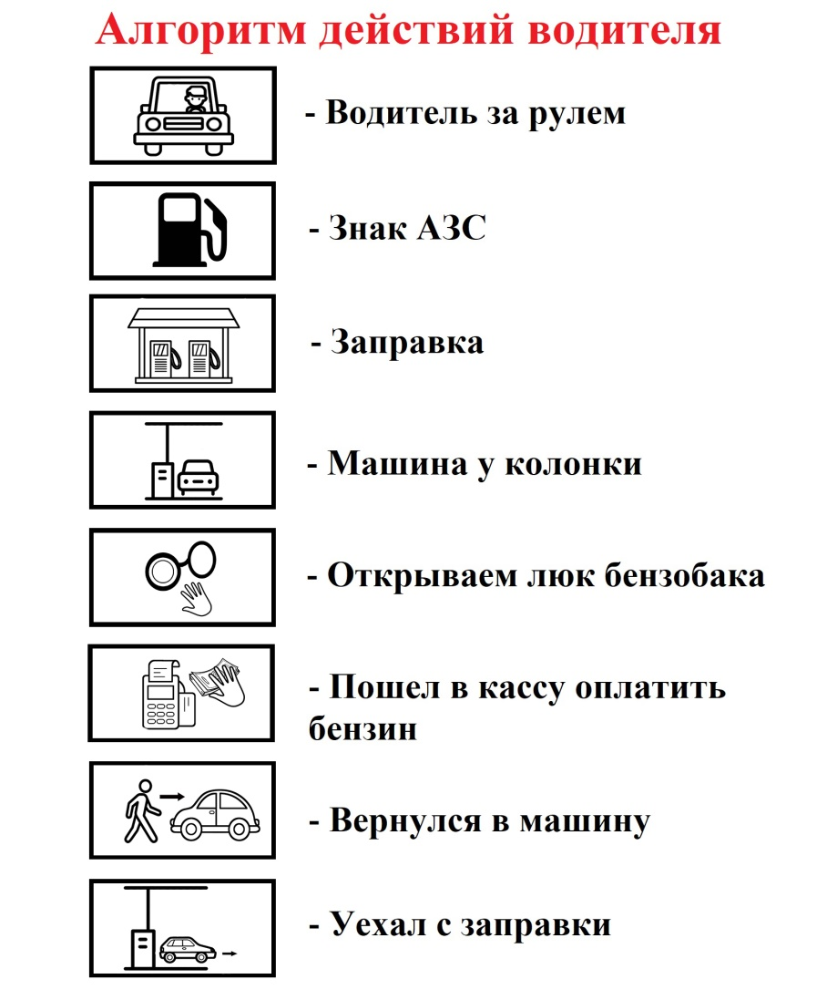 Алгоритм действий водителя
- Водитель за рулем
- Знак АЗС
- Заправка
- Машина у колонки
- Открываем люк бензобака
- Пошел в кассу оплатить
бензин
- Вернулся в машину
- Уехал с заправки